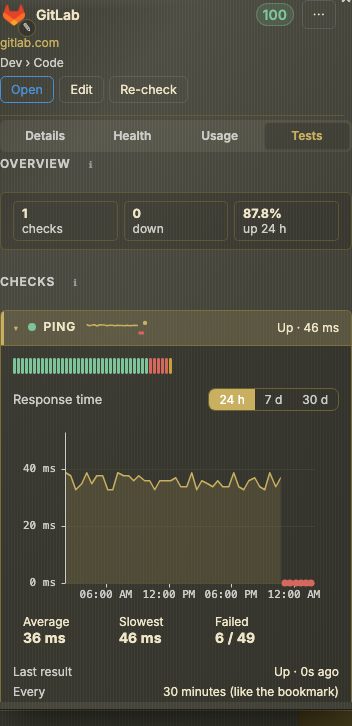 GitLab
100
...
gitlab.com
Dev › Code
Open Edit Re-check
Details Health Usage Tests
OVERVIEW i
1 0 87.8%
checks down up 24 h
CHECKS i
PING Up · 46 ms
Response time 24 h 7 d 30 d
40 ms
20 ms
0 ms
06:00 AM 12:00 PM 06:00 PM 12:00 AM
Average Slowest Failed
36 ms 46 ms 6 / 49
Last result Up · 0s ago
Every 30 minutes (like the bookmark)